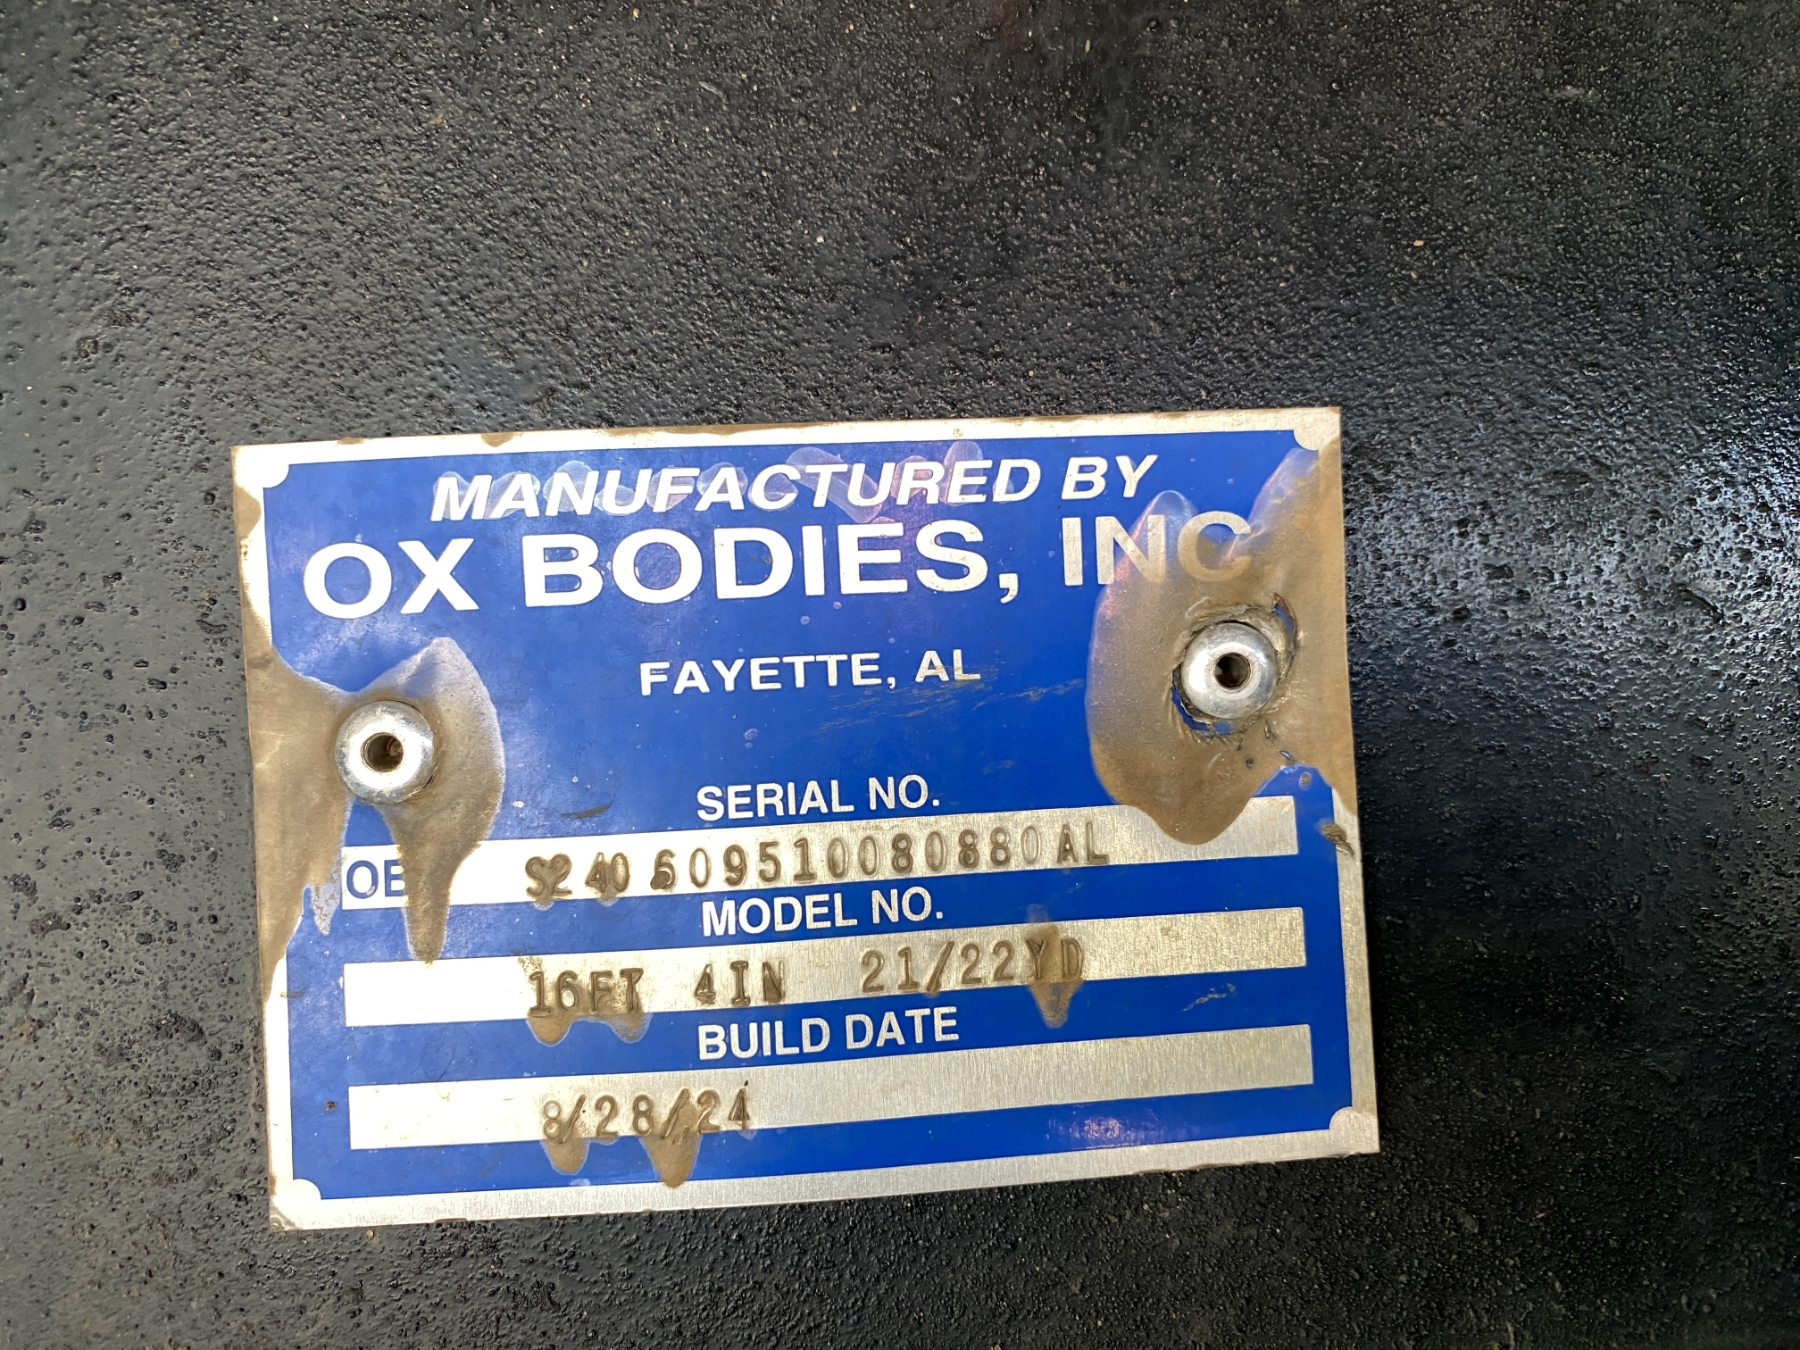 MANUFACTURED BY
OX BODIES, INC
FAYETTE, AL
SERIAL NO.
OB S240609510080880AL
MODEL NO.
16FT 4IN 21/22YD
BUILD DATE
8/28/24